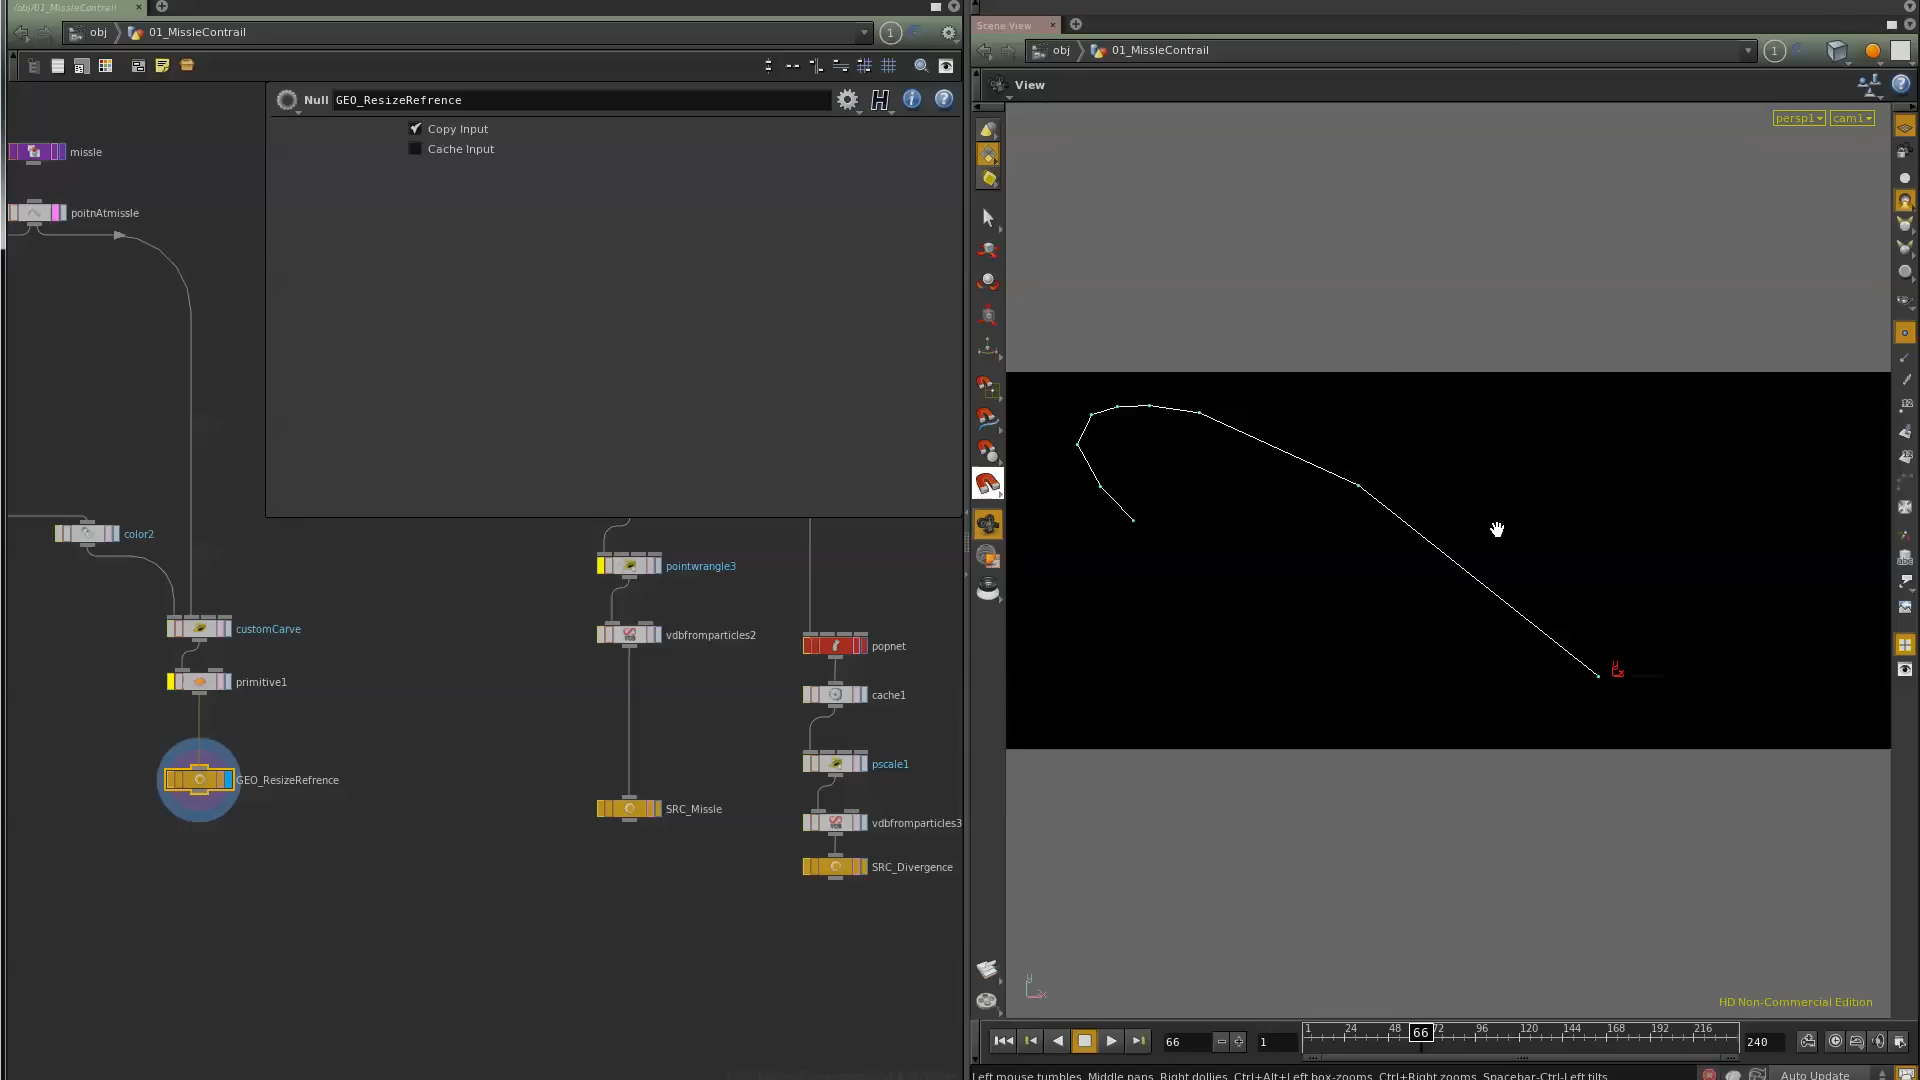 /obj/01_MissleContrail
obj
01_MissleContrail
1
Null
GEO_ResizeRefrence
Copy Input
Cache Input
missle
poitnAtmissle
color2
customCarve
primitive1
GEO_ResizeRefrence
pointwrangle3
vdbfromparticles2
SRC_Missle
popnet
cache1
pscale1
vdbfromparticles3
SRC_Divergence
Scene View
obj
01_MissleContrail
1
View
persp1
cam1
HD Non-Commercial Edition
66
1
1 24 48 66 72 96 120 144 168 192 216
240
Left mouse tumbles. Middle pans. Right dollies. Ctrl+Alt+Left box-zooms. Ctrl+Right zooms. Spacebar-Ctrl-Left tilts.
Auto Update